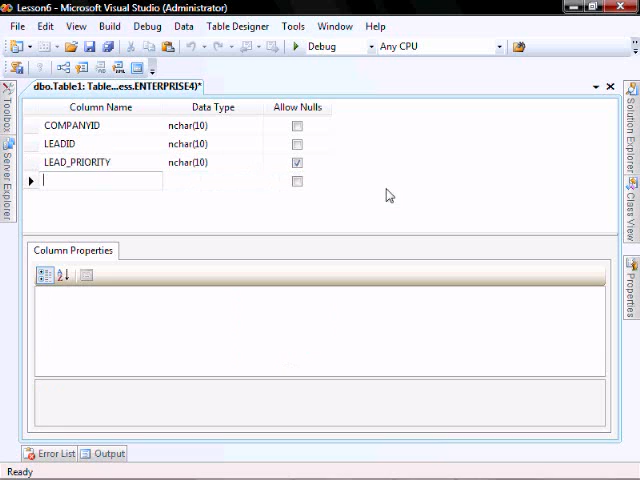 Lesson6 - Microsoft Visual Studio (Administrator)
File Edit View Build Debug Data Table Designer Tools Window Help
Debug Any CPU
dbo.Table1: Table...ess.ENTERPRISE4)*
Column Name Data Type Allow Nulls
COMPANYID nchar(10)
LEADID nchar(10)
LEAD_PRIORITY nchar(10)
Column Properties
Toolbox
Server Explorer
Solution Explorer
Class View
Properties
Error List Output
Ready